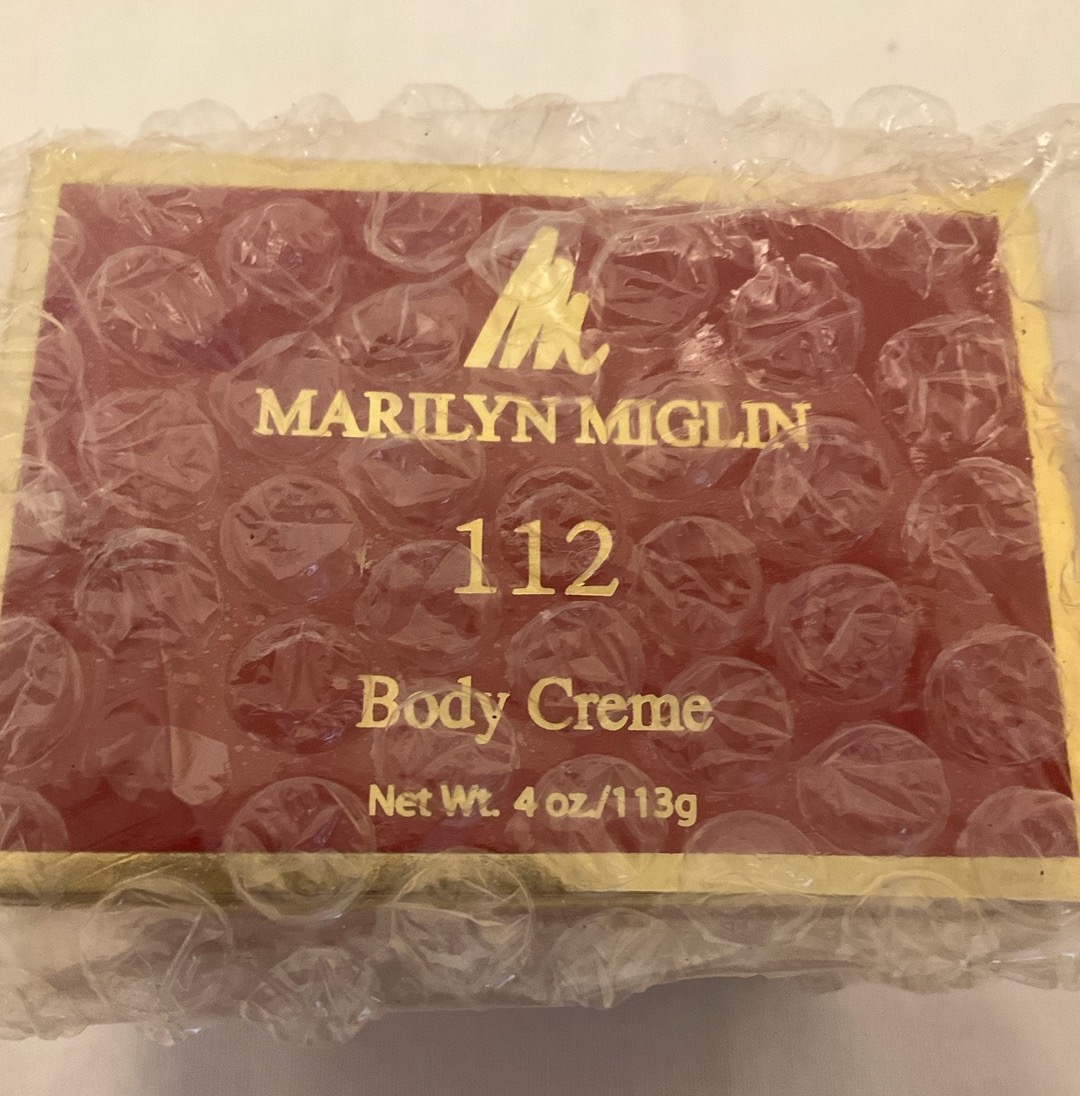 MARILYN MIGLIN
112
Body Creme
Net Wt. 4 oz./113g